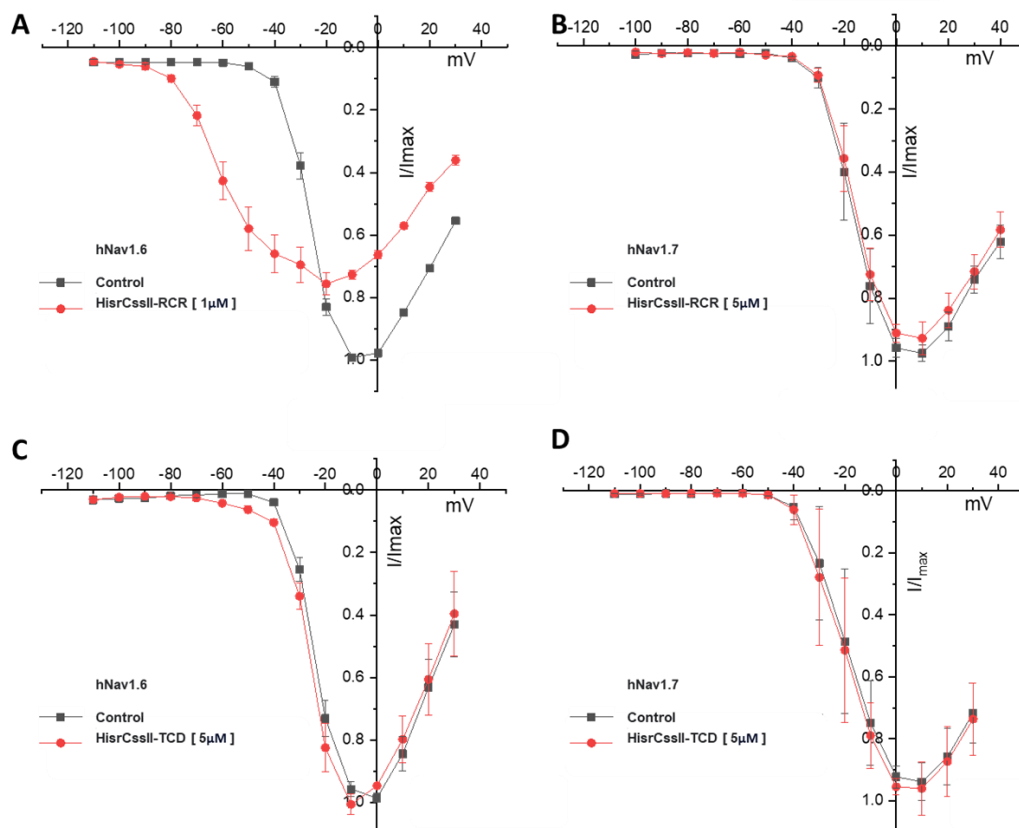 A
-120 -100 -80 -60 -40 -20 0 20 40
mV
0.0
0.2
0.4
0.6
0.8
1.0
I/Imax
hNav1.6
Control
HisrCssII-RCR [ 1µM ]
B
-120 -100 -80 -60 -40 -20 0 20 40
mV
0.0
0.2
0.4
0.6
0.8
1.0
I/Imax
hNav1.7
Control
HisrCssII-RCR [ 5µM ]
C
-120 -100 -80 -60 -40 -20 0 20 40
mV
0.0
0.2
0.4
0.6
0.8
1.0
I/Imax
hNav1.6
Control
HisrCssII-TCD [ 5µM ]
D
-120 -100 -80 -60 -40 -20 0 20 40
mV
0.0
0.2
0.4
0.6
0.8
1.0
I/Imax
hNav1.7
Control
HisrCssII-TCD [ 5µM ]